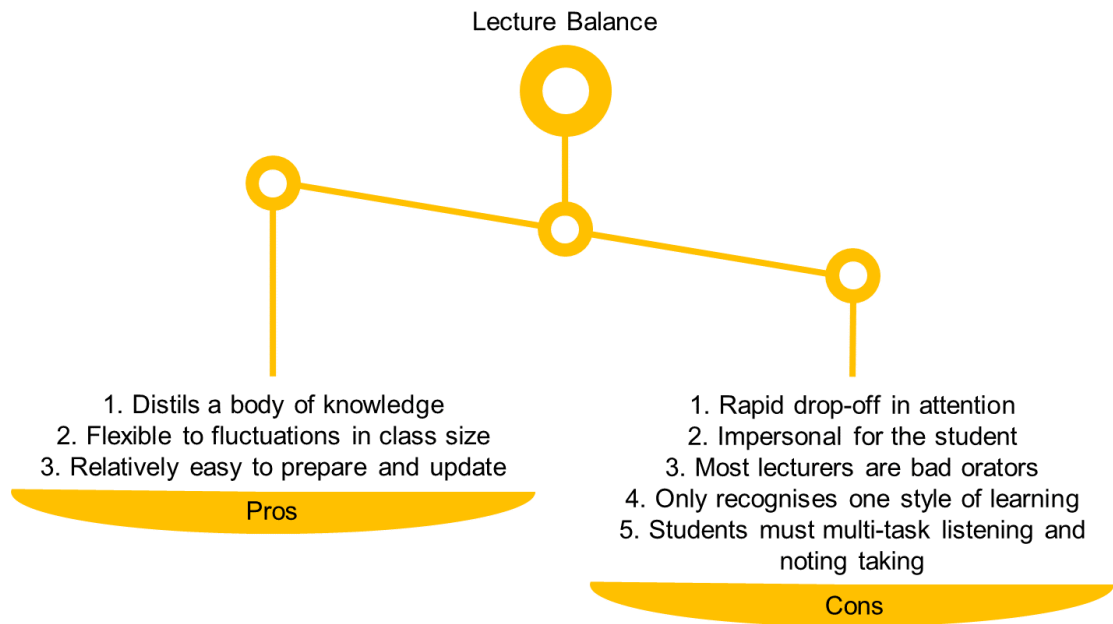 Lecture Balance
1. Distils a body of knowledge
2. Flexible to fluctuations in class size
3. Relatively easy to prepare and update
Pros
1. Rapid drop-off in attention
2. Impersonal for the student
3. Most lecturers are bad orators
4. Only recognises one style of learning
5. Students must multi-task listening and
noting taking
Cons